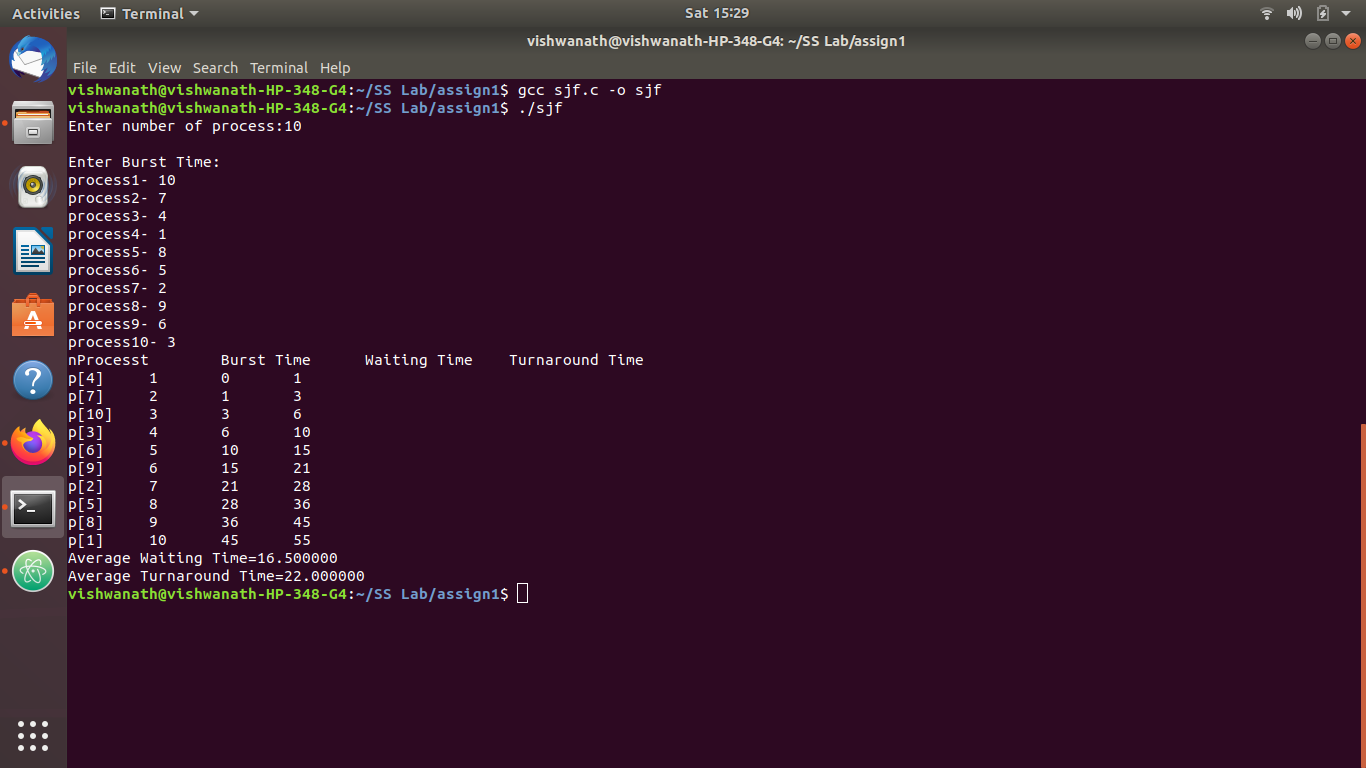 Activities Terminal Sat 15:29
vishwanath@vishwanath-HP-348-G4: ~/SS Lab/assign1
File Edit View Search Terminal Help
vishwanath@vishwanath-HP-348-G4:~/SS Lab/assign1$ gcc sjf.c -o sjf
vishwanath@vishwanath-HP-348-G4:~/SS Lab/assign1$ ./sjf
Enter number of process:10
Enter Burst Time:
process1- 10
process2- 7
process3- 4
process4- 1
process5- 8
process6- 5
process7- 2
process8- 9
process9- 6
process10- 3
nProcesst Burst Time Waiting Time Turnaround Time
p[4] 1 0 1
p[7] 2 1 3
p[10] 3 3 6
p[3] 4 6 10
p[6] 5 10 15
p[9] 6 15 21
p[2] 7 21 28
p[5] 8 28 36
p[8] 9 36 45
p[1] 10 45 55
Average Waiting Time=16.500000
Average Turnaround Time=22.000000
vishwanath@vishwanath-HP-348-G4:~/SS Lab/assign1$